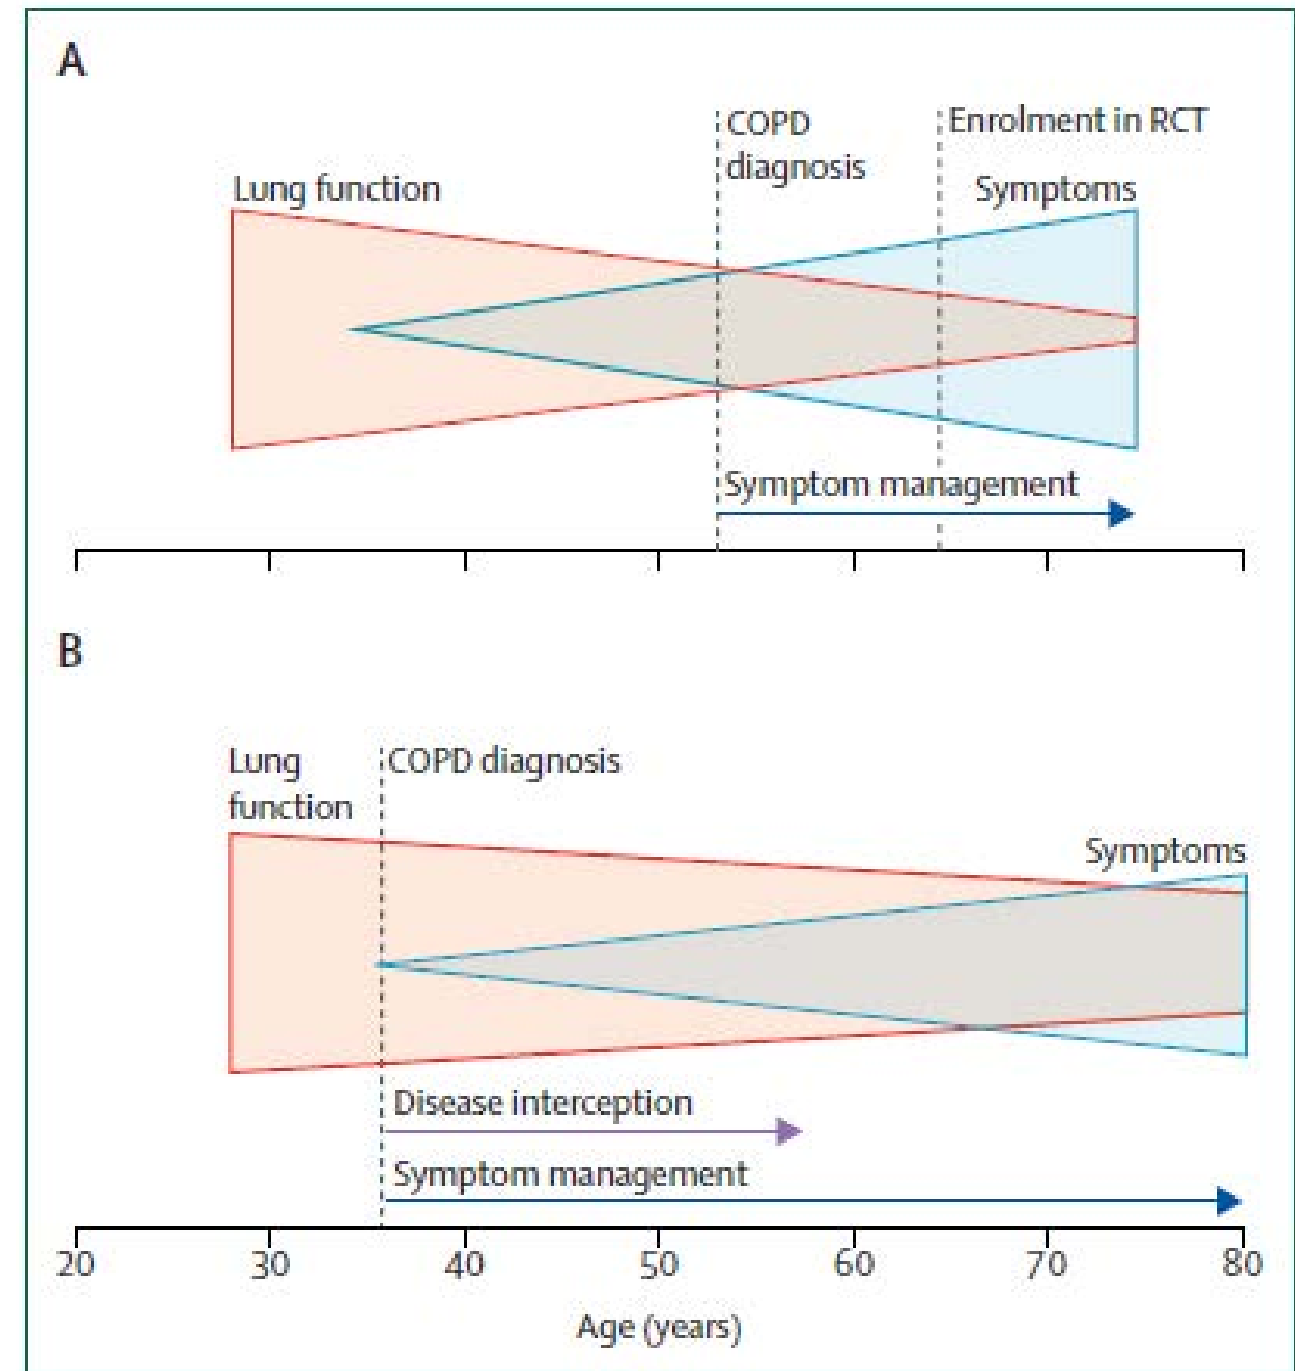 A
COPD
diagnosis
Enrolment in RCT
Lung function
Symptoms
Symptom management
B
Lung
function
COPD diagnosis
Symptoms
Disease interception
Symptom management
20 30 40 50 60 70 80
Age (years)